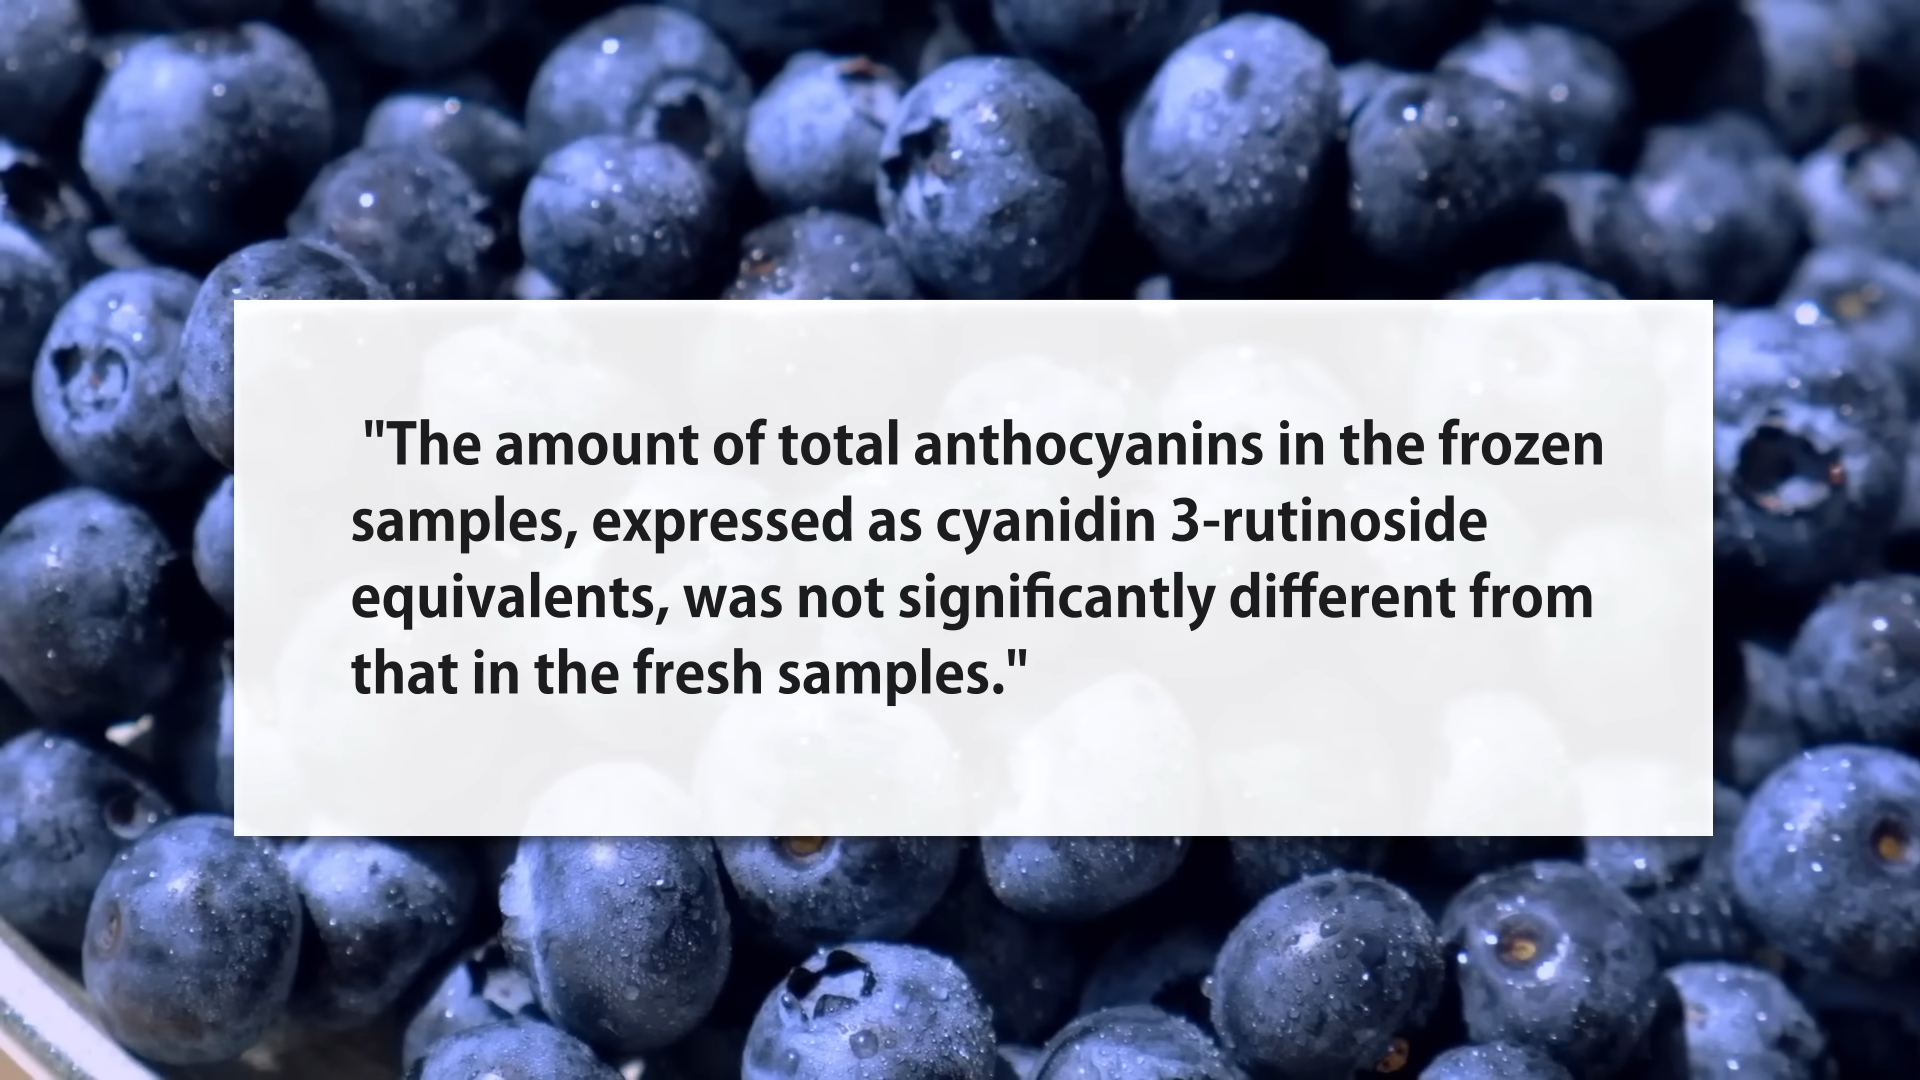 "The amount of total anthocyanins in the frozen
samples, expressed as cyanidin 3-rutinoside
equivalents, was not significantly different from
that in the fresh samples."